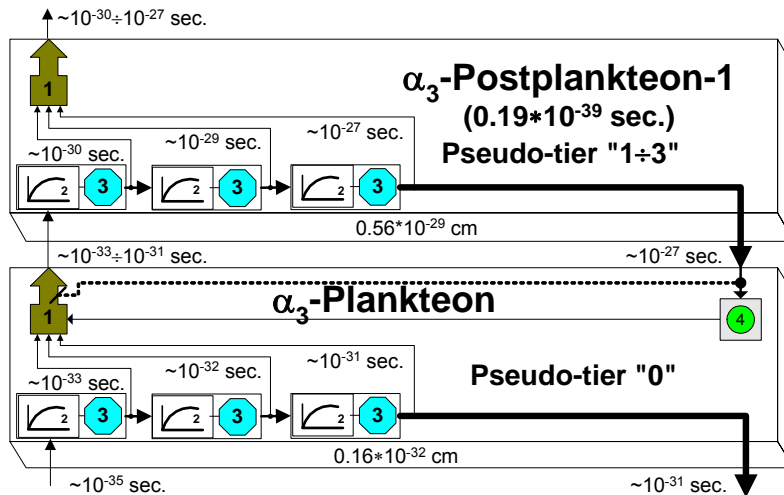 ~10⁻³⁰÷10⁻²⁷ sec.
α₃-Postplankteon-1
1
(0.19*10⁻³⁹ sec.)
~10⁻²⁹ sec.
~10⁻²⁷ sec.
Pseudo-tier "1÷3"
~10⁻³⁰ sec.
2 3 2 3 2 3
0.56*10⁻²⁹ cm
~10⁻³³÷10⁻³¹ sec.
~10⁻²⁷ sec.
α₃-Plankteon
1
4
~10⁻³² sec.
~10⁻³¹ sec.
Pseudo-tier "0"
~10⁻³³ sec.
2 3 2 3 2 3
0.16*10⁻³² cm
~10⁻³⁵ sec.
~10⁻³¹ sec.